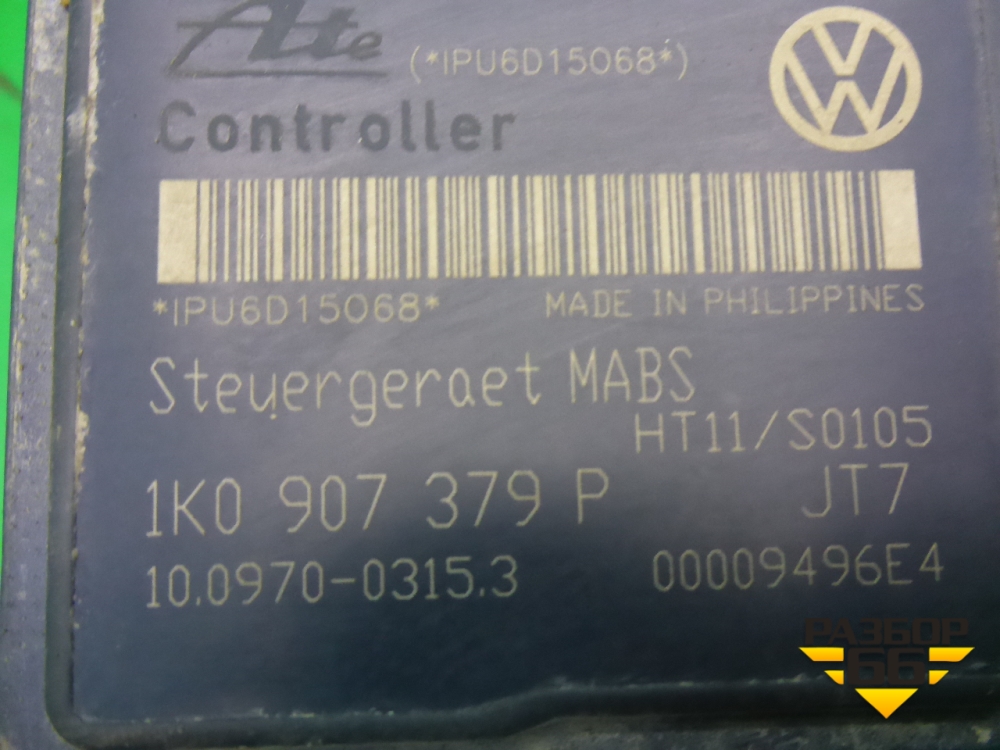 Ate (*IPU6D15068*)
Controller
*IPU6D15068* MADE IN PHILIPPINES
Steuergeraet MABS
HT11/S0105
1K0 907 379 P JT7
10.0970-0315.3 00009496E4
РАЗБОР
66